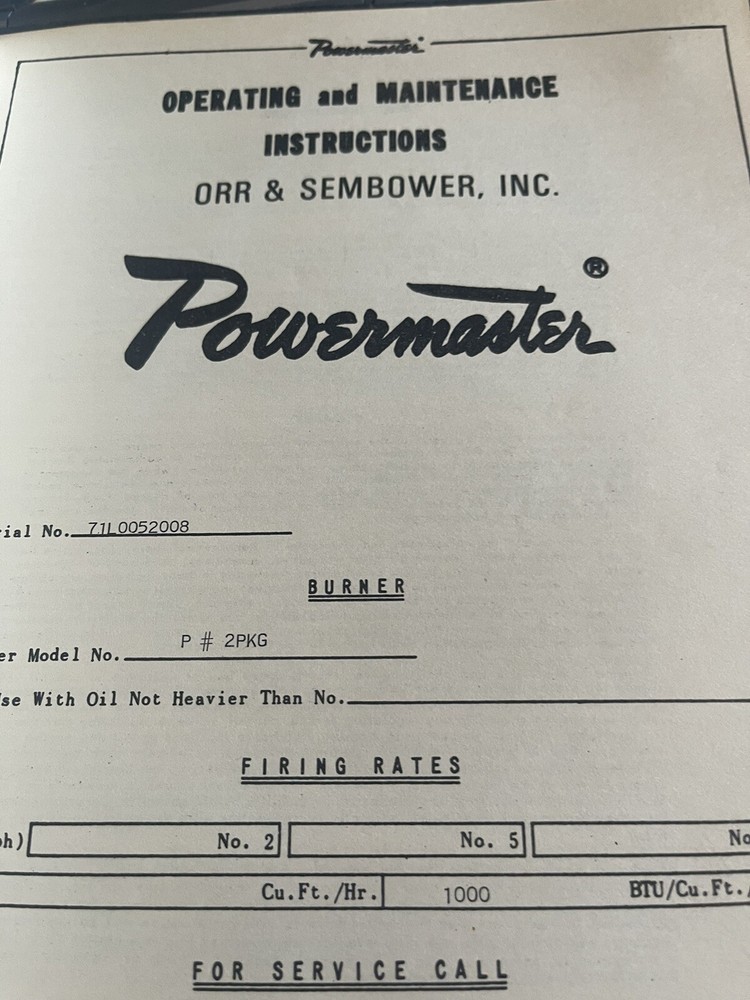 Powermaster
OPERATING and MAINTENANCE
INSTRUCTIONS
ORR & SEMBOWER, INC.
Powermaster ®
rial No. 71L0052008
BURNER
er Model No. P # 2PKG
se With Oil Not Heavier Than No.
FIRING RATES
ph) No. 2 No. 5 No
Cu.Ft./Hr. 1000 BTU/Cu.Ft.
FOR SERVICE CALL